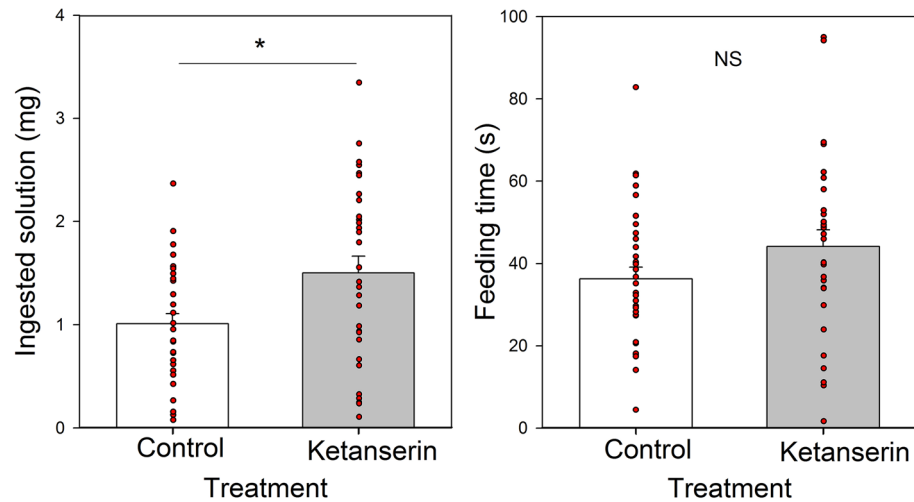 Ingested solution (mg)
4
3
2
1
0
*
Control
Ketanserin
Treatment
Feeding time (s)
100
80
60
40
20
0
NS
Control
Ketanserin
Treatment